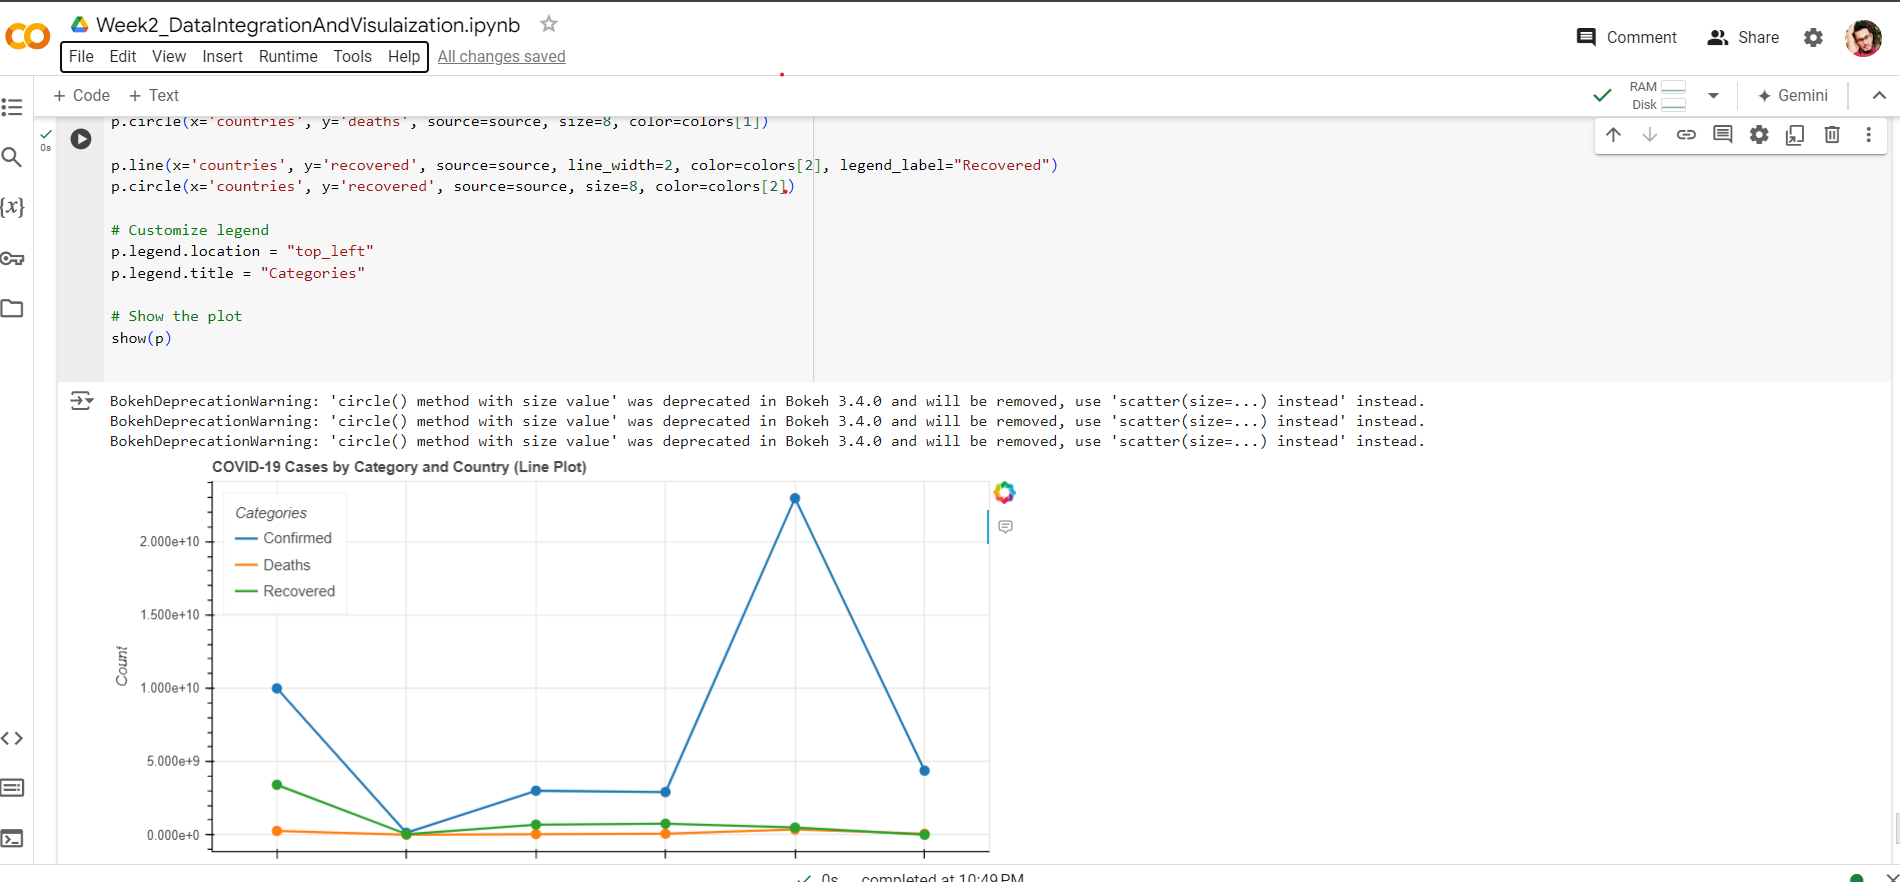 Week2_DataIntegrationAndVisulaization.ipynb
File Edit View Insert Runtime Tools Help All changes saved
Comment Share
+ Code + Text
RAM
Disk
Gemini
p.circle(x='countries', y='deaths', source=source, size=8, color=colors[1])
0s
p.line(x='countries', y='recovered', source=source, line_width=2, color=colors[2], legend_label="Recovered")
p.circle(x='countries', y='recovered', source=source, size=8, color=colors[2])
{x}
# Customize legend
p.legend.location = "top_left"
p.legend.title = "Categories"
# Show the plot
show(p)
BokehDeprecationWarning: 'circle() method with size value' was deprecated in Bokeh 3.4.0 and will be removed, use 'scatter(size=...) instead' instead.
BokehDeprecationWarning: 'circle() method with size value' was deprecated in Bokeh 3.4.0 and will be removed, use 'scatter(size=...) instead' instead.
BokehDeprecationWarning: 'circle() method with size value' was deprecated in Bokeh 3.4.0 and will be removed, use 'scatter(size=...) instead' instead.
COVID-19 Cases by Category and Country (Line Plot)
Categories
Confirmed
Deaths
Recovered
2.000e+10
1.500e+10
1.000e+10
5.000e+9
0.000e+0
Count
0s completed at 10:49 PM